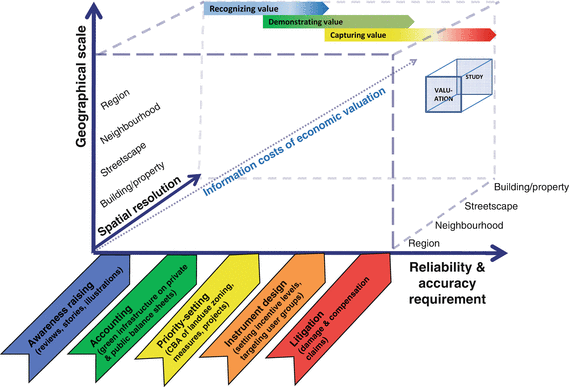 Recognizing value
Demonstrating value
Capturing value
Geographical scale
Region
Neighbourhood
Streetscape
Building/property
Spatial resolution
Information costs of economic valuation
STUDY
VALU-
ATION
Building/property
Streetscape
Neighbourhood
Region
Reliability &
accuracy
requirement
Awareness raising
(reviews, stories, illustrations)
Accounting
(green infrastructure on private
& public balance sheets)
Priority-setting
(CBA of landuse zoning,
measures, projects)
Instrument design
(setting incentive levels,
targeting user groups)
Litigation
(damage & compensation
claims)